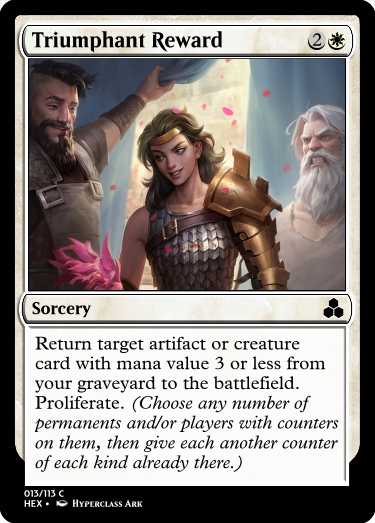 Triumphant Reward 2
Sorcery
Return target artifact or creature
card with mana value 3 or less from
your graveyard to the battlefield.
Proliferate. (Choose any number of
permanents and/or players with counters
on them, then give each another counter
of each kind already there.)
013/113 C
HEX • Hyperclass Ark